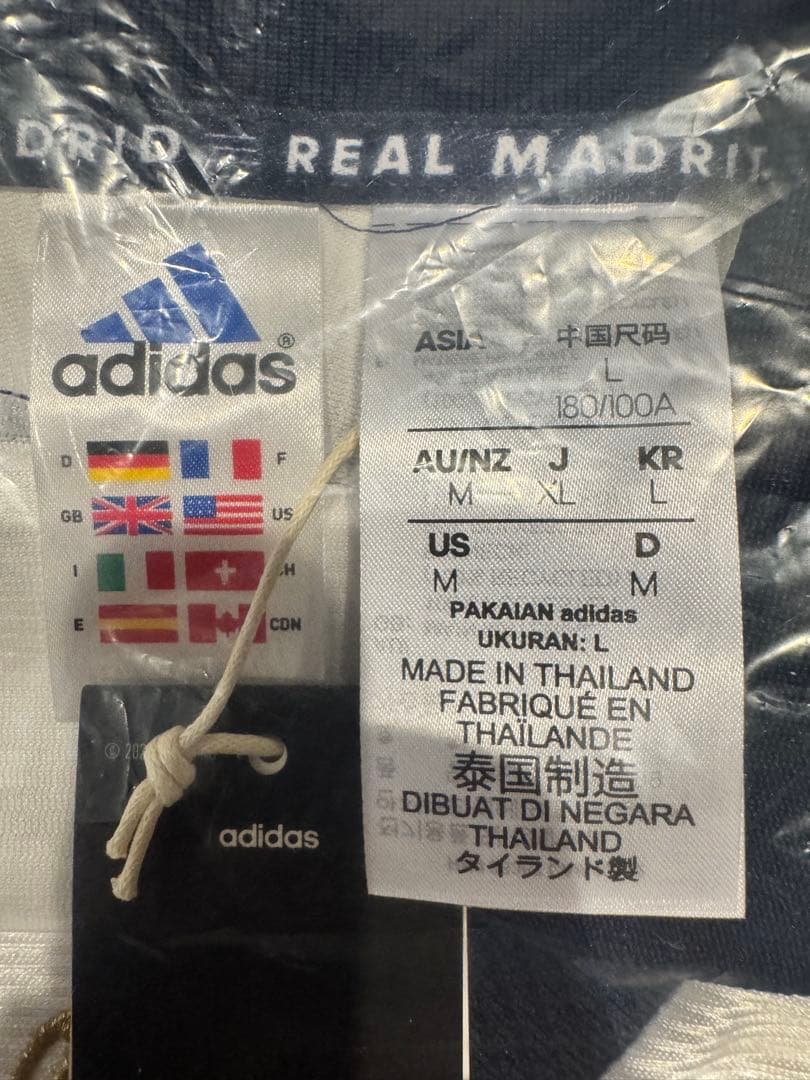 DRID REAL MADRID
adidas®
D F
GB US
I
E CDN
adidas
ASIA 中国尺码
L
180/100A
AU/NZ J KR
M XL L
US D
M M
PAKAIAN adidas
UKURAN: L
MADE IN THAILAND
FABRIQUÉ EN
THAÏLANDE
泰国制造
DIBUAT DI NEGARA
THAILAND
タイランド製